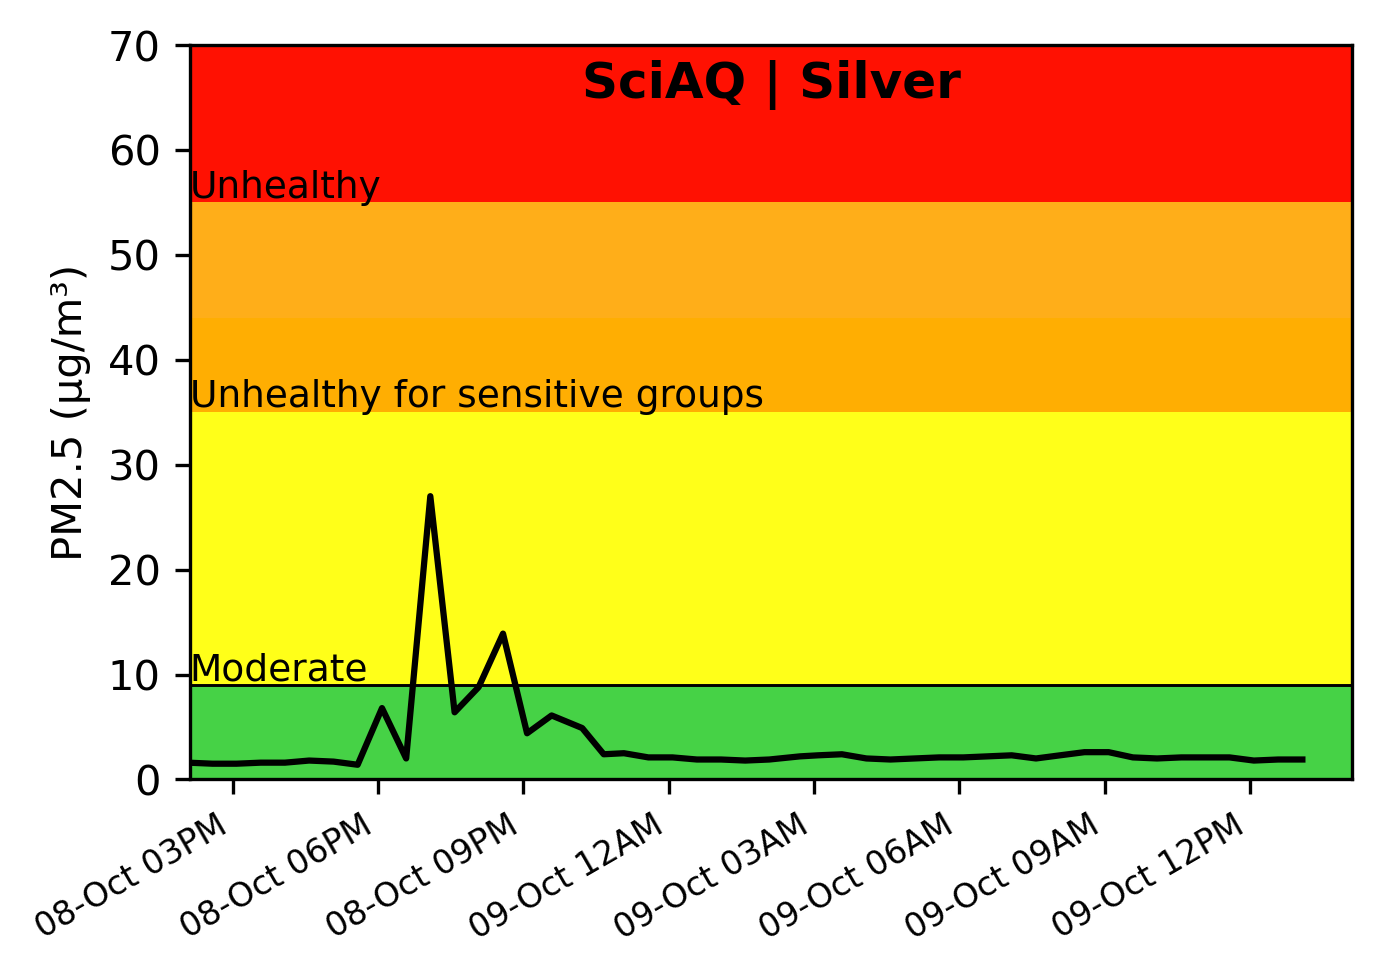 SciAQ | Silver
70
60
50
40
30
20
10
0
PM2.5 (µg/m³)
Unhealthy
Unhealthy for sensitive groups
Moderate
08-Oct 03PM
08-Oct 06PM
08-Oct 09PM
09-Oct 12AM
09-Oct 03AM
09-Oct 06AM
09-Oct 09AM
09-Oct 12PM